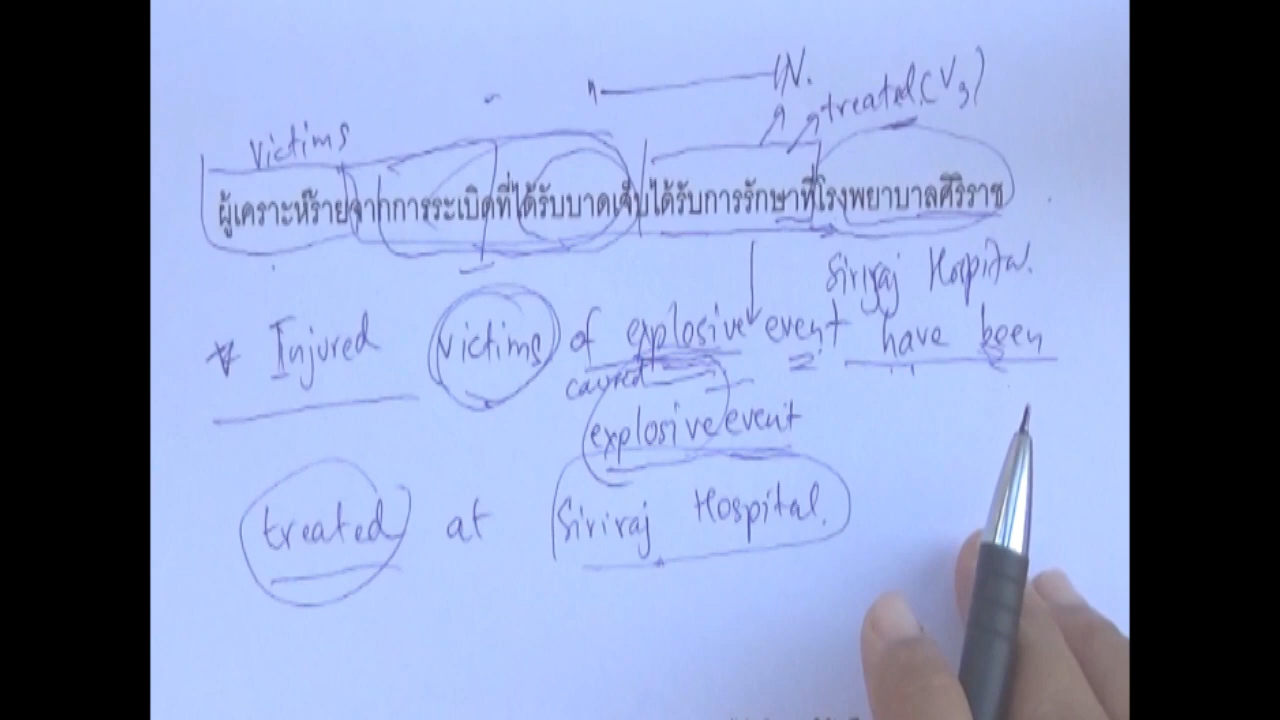 IN.
treated (V3)
victims
ผู้เคราะห์ร้ายจากการระเบิดที่ได้รับบาดเจ็บได้รับการรักษาที่โรงพยาบาลศิริราช
Siriraj Hospital.
Injured victims of explosive event have been
caused
explosive event
treated at Siriraj Hospital.